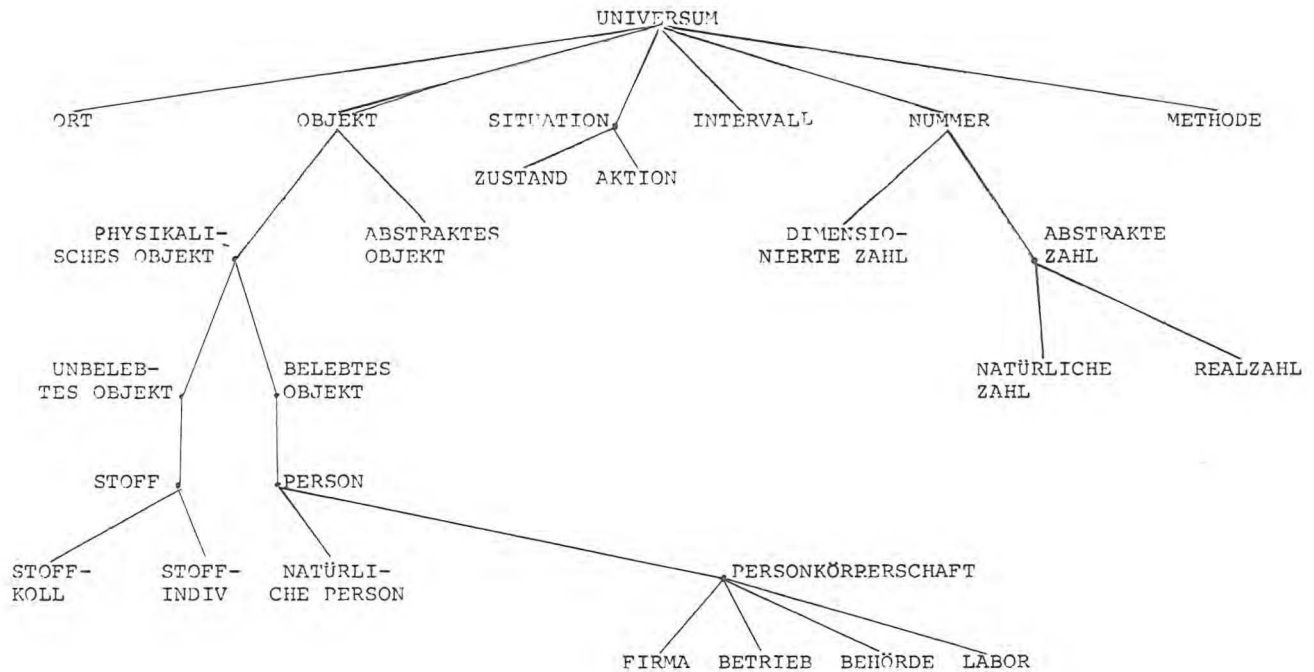 UNIVERSUM
ORT OBJEKT SITUATION INTERVALL NUMMER METHODE
ZUSTAND AKTION
PHYSIKALI- ABSTRAKTES DIMENSIO- ABSTRAKTE
SCHES OBJEKT OBJEKT NIERTE ZAHL ZAHL
UNBELEB- BELEBTES NATÜRLICHE REALZAHL
TES OBJEKT OBJEKT ZAHL
STOFF PERSON
STOFF- STOFF- NATÜRLI- PERSONKÖRPERSCHAFT
KOLL INDIV CHE PERSON
FIRMA BETRIEB BEHÖRDE LABOR